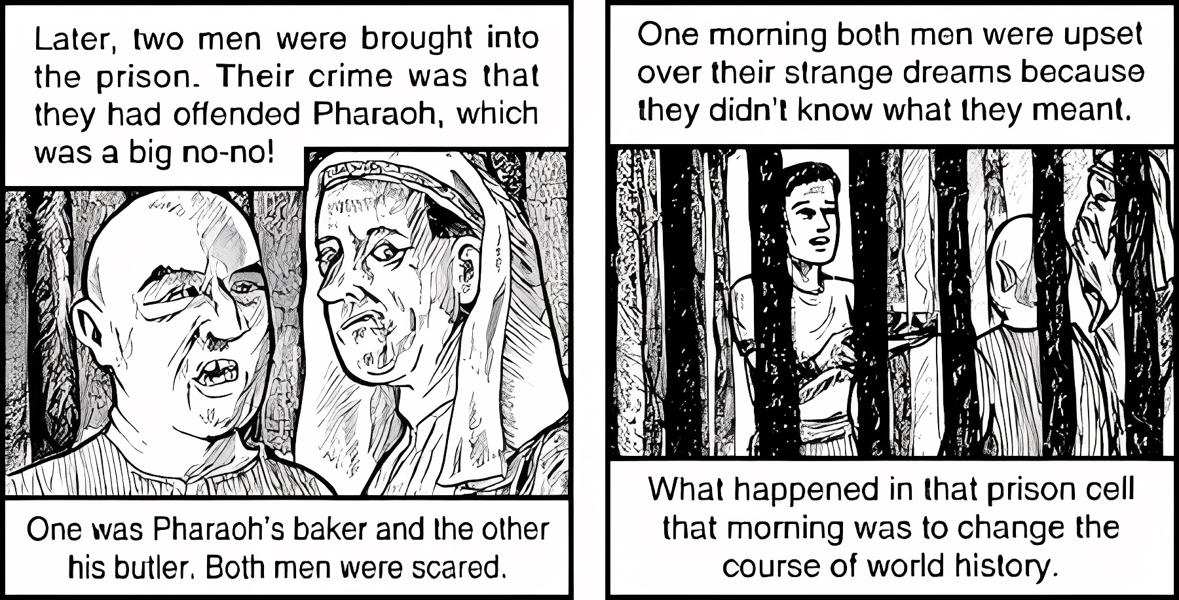 Later, two men were brought into
the prison. Their crime was that
they had offended Pharaoh, which
was a big no-no!
One was Pharaoh's baker and the other
his butler. Both men were scared.
One morning both men were upset
over their strange dreams because
they didn't know what they meant.
What happened in that prison cell
that morning was to change the
course of world history.